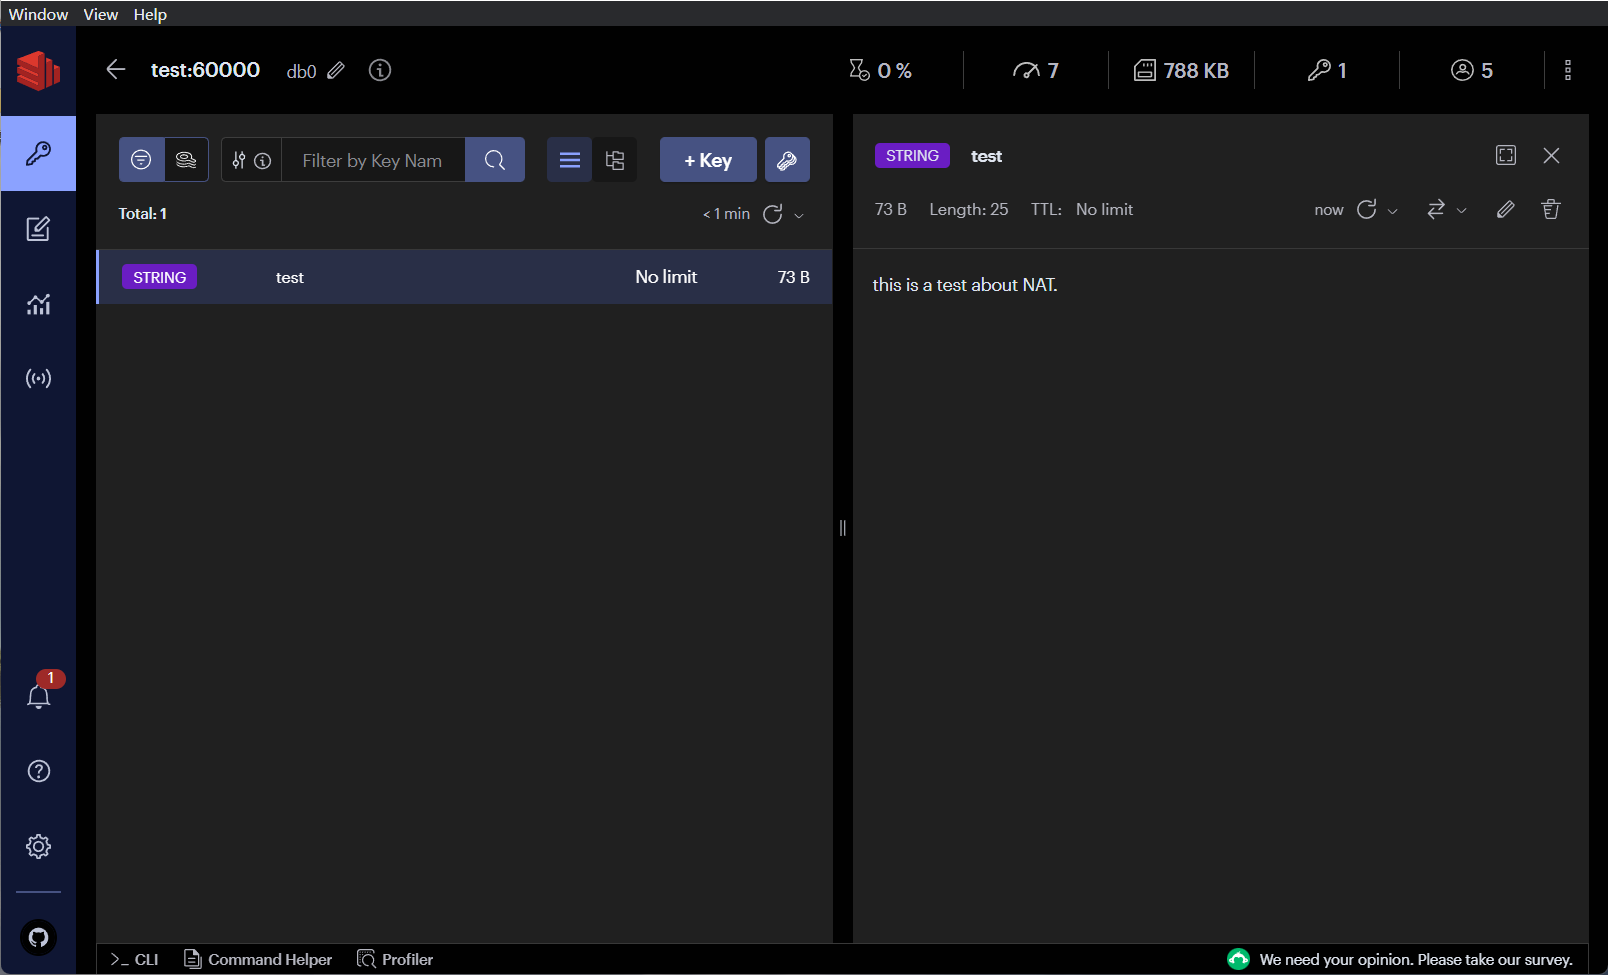 Window View Help
test:60000 db0 0 % 7 788 KB 1 5
Filter by Key Nam + Key
Total: 1 < 1 min
STRING test No limit 73 B
STRING test
73 B Length: 25 TTL: No limit now
this is a test about NAT.
1
>_ CLI Command Helper Profiler We need your opinion. Please take our survey.